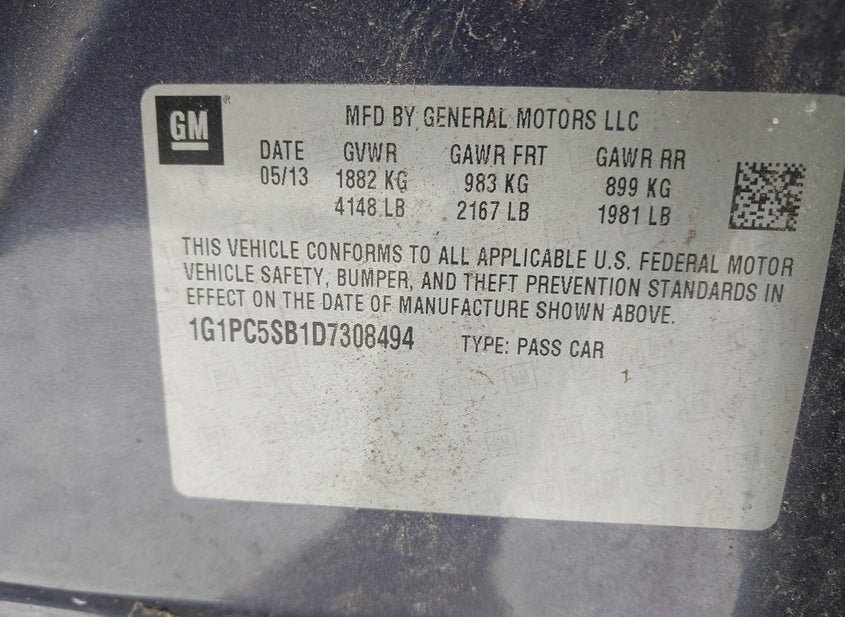 GM
MFD BY GENERAL MOTORS LLC
DATE GVWR GAWR FRT GAWR RR
05/13 1882 KG 983 KG 899 KG
4148 LB 2167 LB 1981 LB
THIS VEHICLE CONFORMS TO ALL APPLICABLE U.S. FEDERAL MOTOR
VEHICLE SAFETY, BUMPER, AND THEFT PREVENTION STANDARDS IN
EFFECT ON THE DATE OF MANUFACTURE SHOWN ABOVE.
1G1PC5SB1D7308494 TYPE: PASS CAR